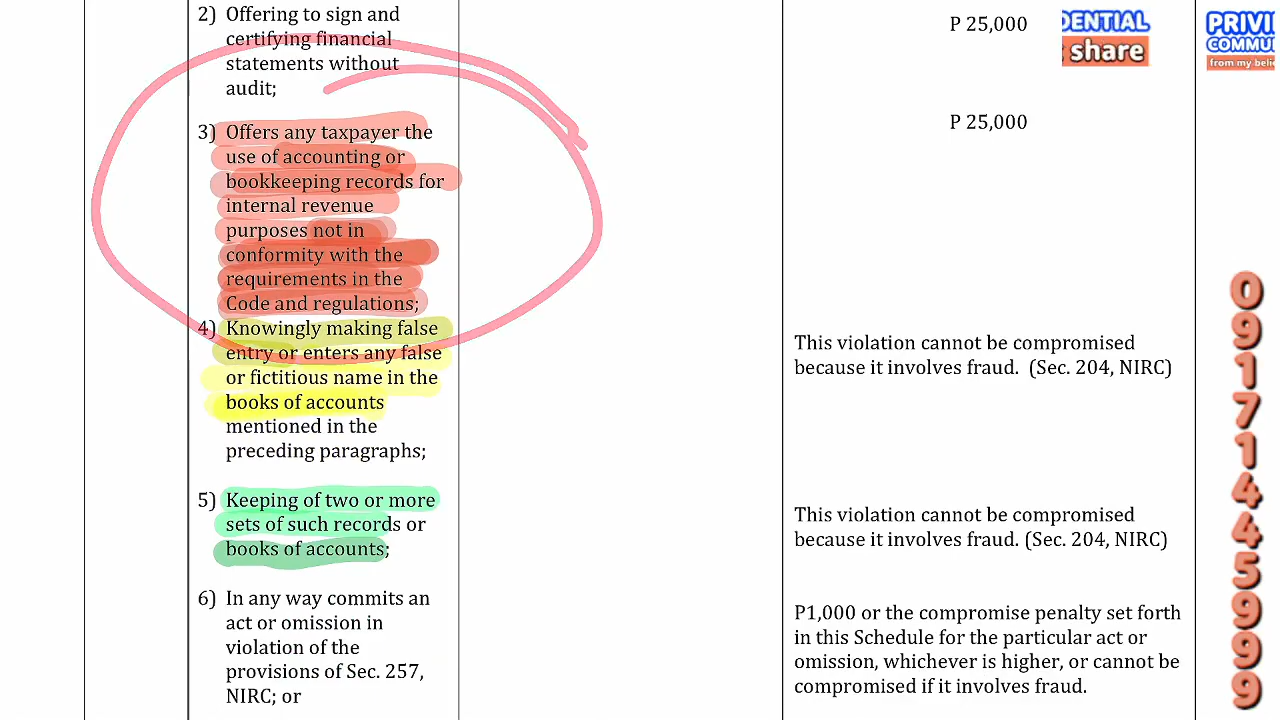 2) Offering to sign and
certifying financial
statements without
audit;
P 25,000
3) Offers any taxpayer the
use of accounting or
bookkeeping records for
internal revenue
purposes not in
conformity with the
requirements in the
Code and regulations;
P 25,000
4) Knowingly making false
entry or enters any false
or fictitious name in the
books of accounts
mentioned in the
preceding paragraphs;
This violation cannot be compromised
because it involves fraud. (Sec. 204, NIRC)
5) Keeping of two or more
sets of such records or
books of accounts;
This violation cannot be compromised
because it involves fraud. (Sec. 204, NIRC)
6) In any way commits an
act or omission in
violation of the
provisions of Sec. 257,
NIRC; or
P1,000 or the compromise penalty set forth
in this Schedule for the particular act or
omission, whichever is higher, or cannot be
compromised if it involves fraud.
DENTIAL
share
PRIVI
COMMU
from my beli
09171445999